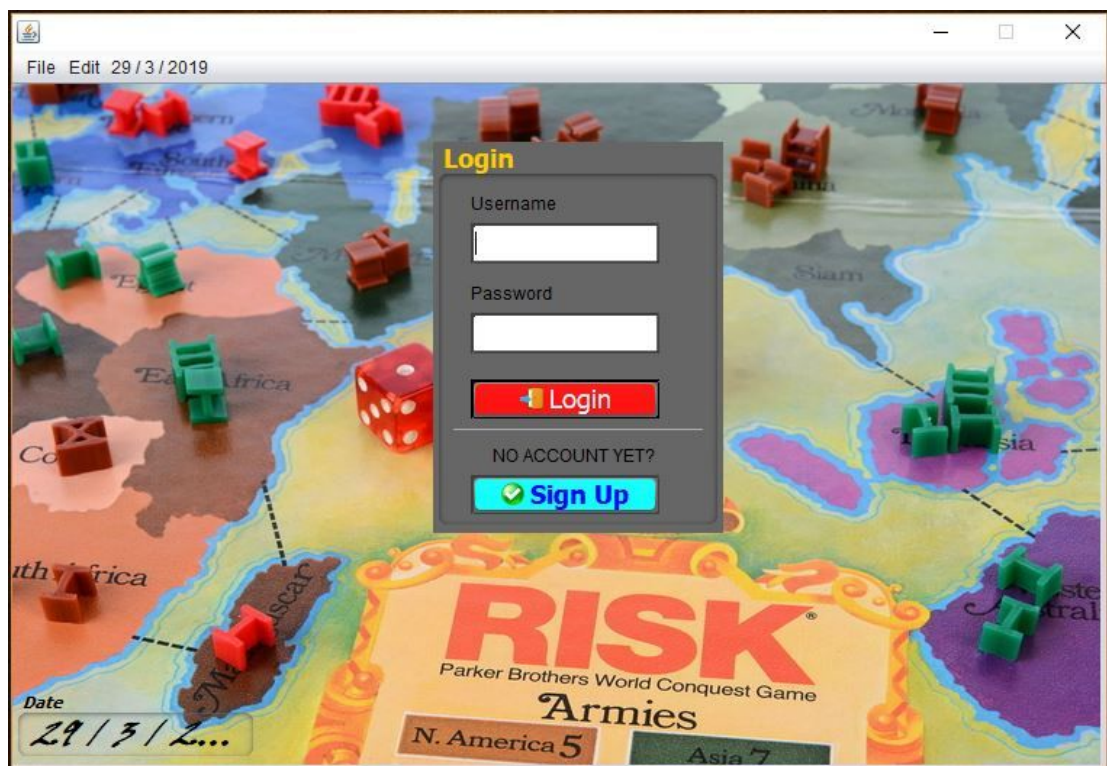 File Edit 29 / 3 / 2019
Login
Username
Password
Login
NO ACCOUNT YET?
Sign Up
Siam
East Africa
Date
29 / 3 / 2...
RISK®
Parker Brothers World Conquest Game
Armies
N. America 5
Asia 7